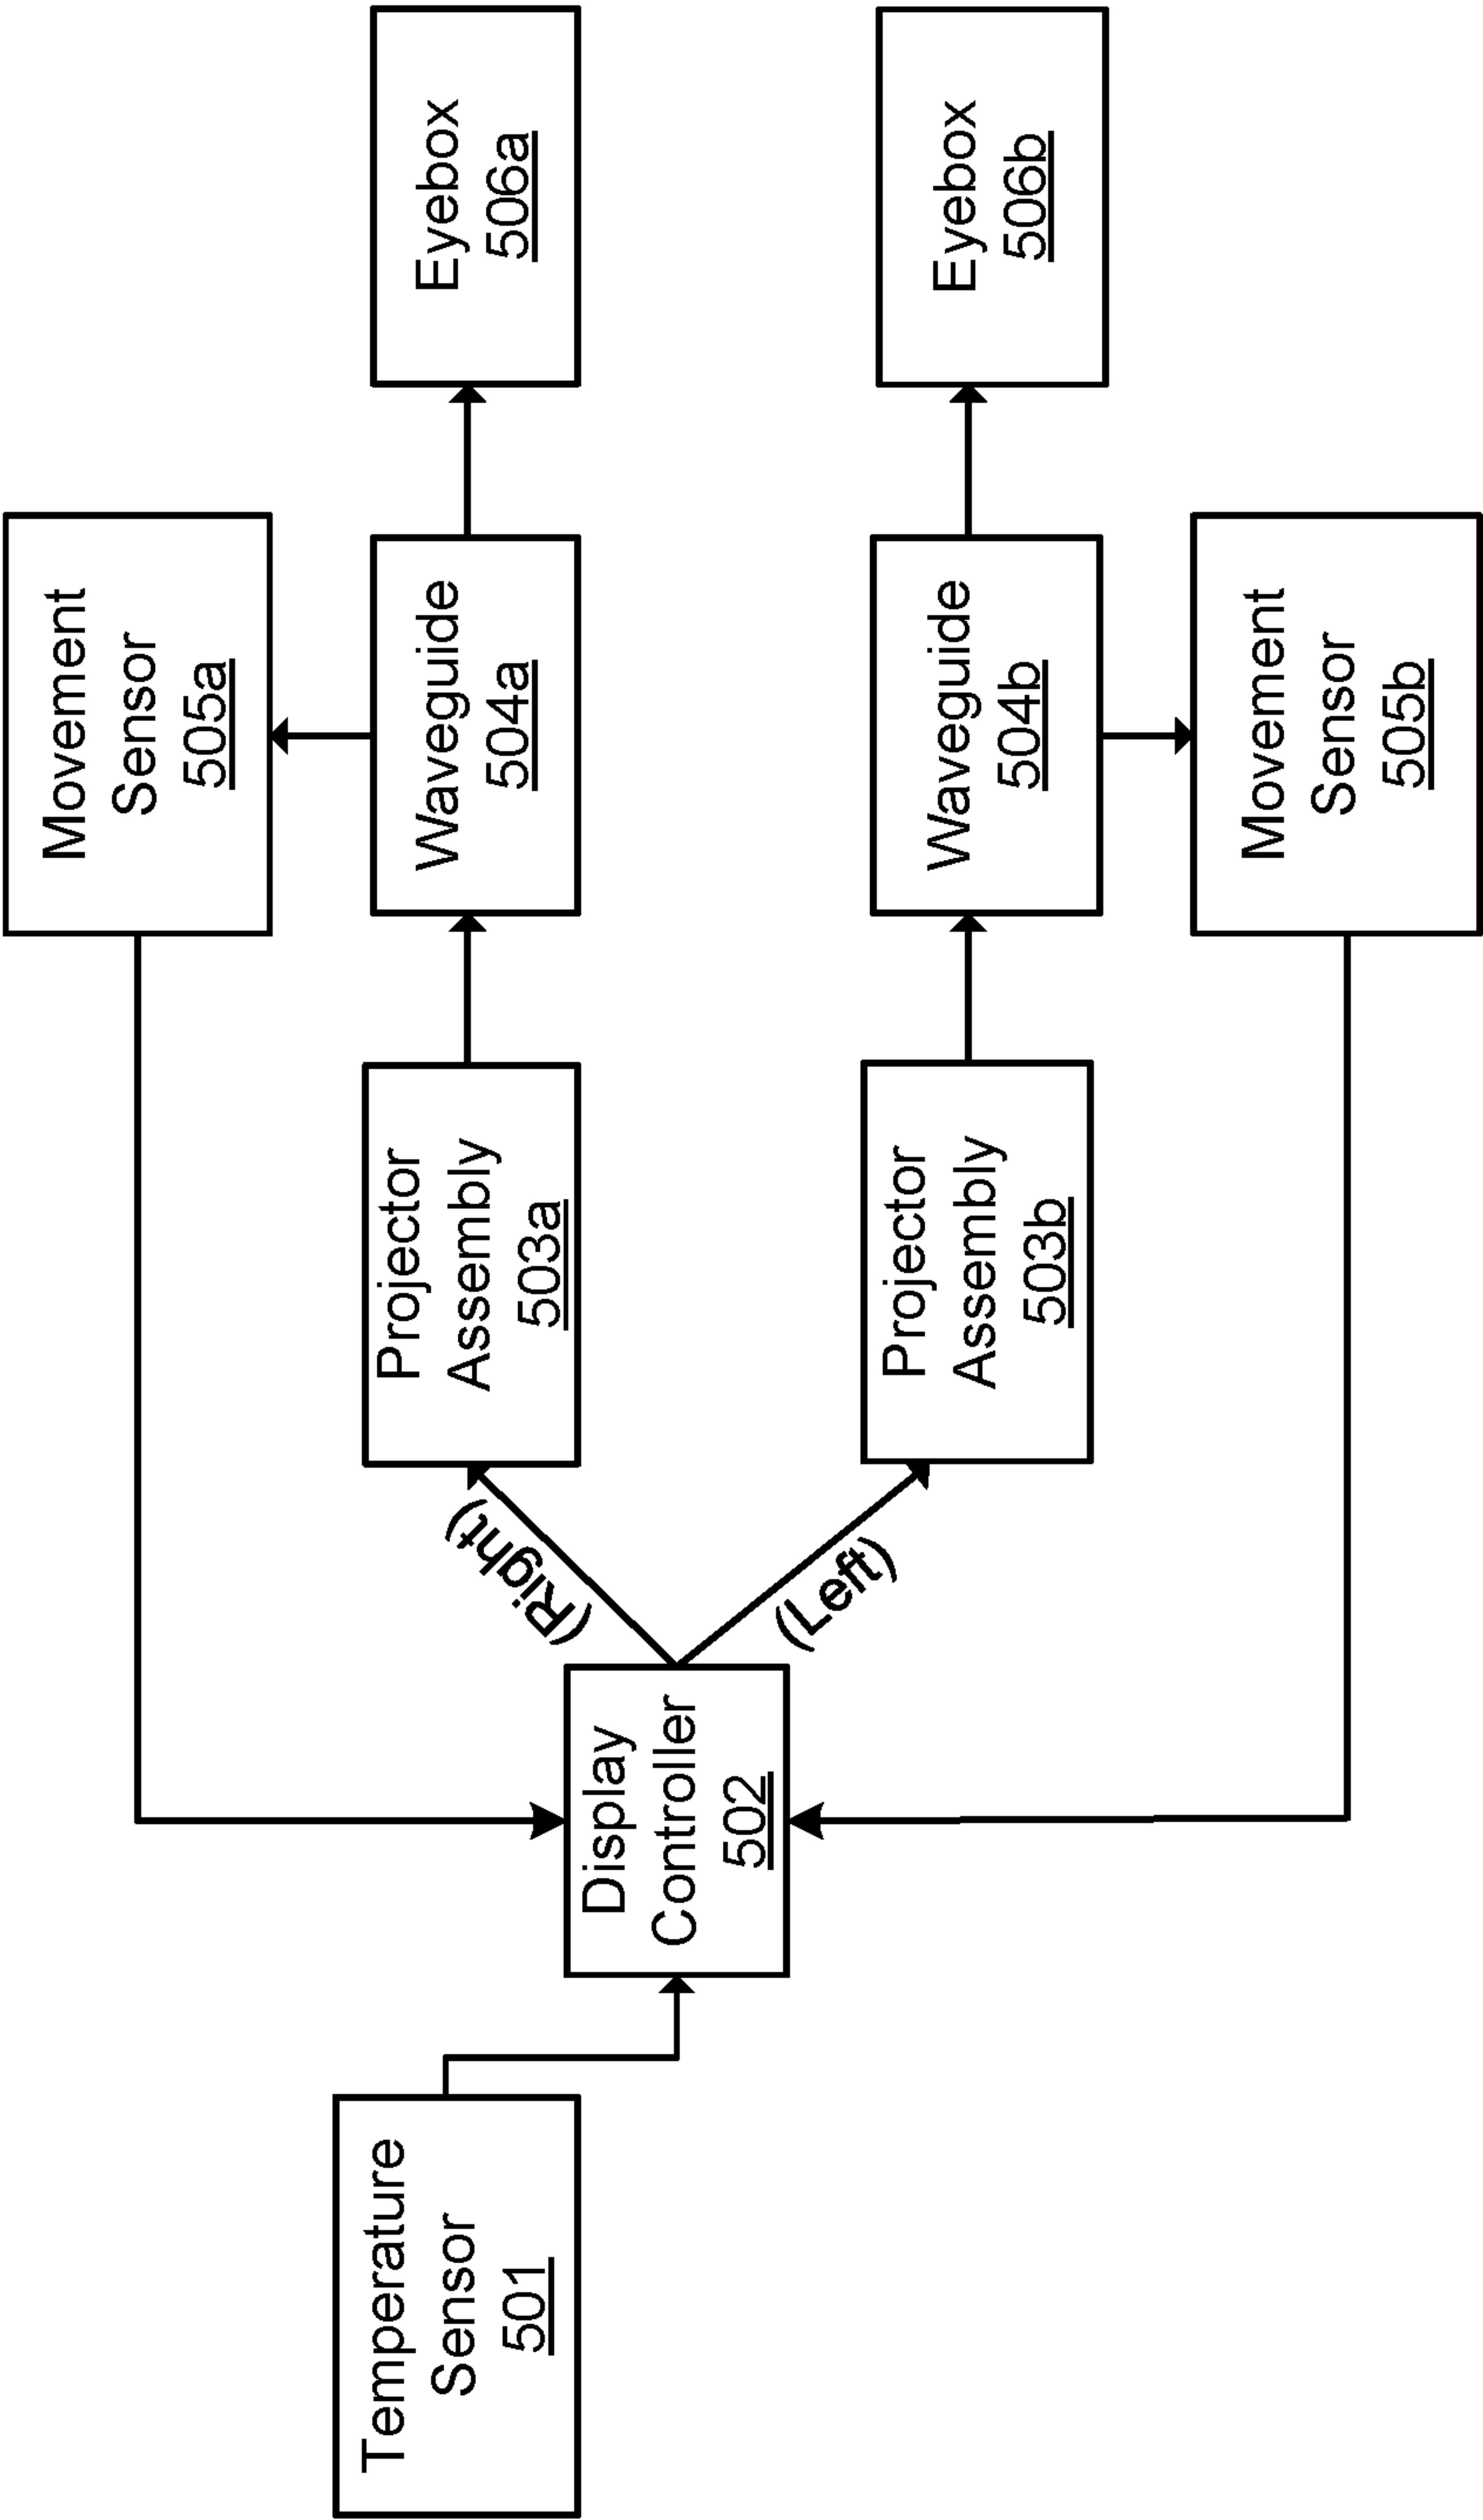 Movement
Sensor
505a
Temperature
Sensor
501
Display
Controller
502
(Right)
(Left)
Projector
Assembly
503a
Waveguide
504a
Eyebox
506a
Projector
Assembly
503b
Waveguide
504b
Eyebox
506b
Movement
Sensor
505b